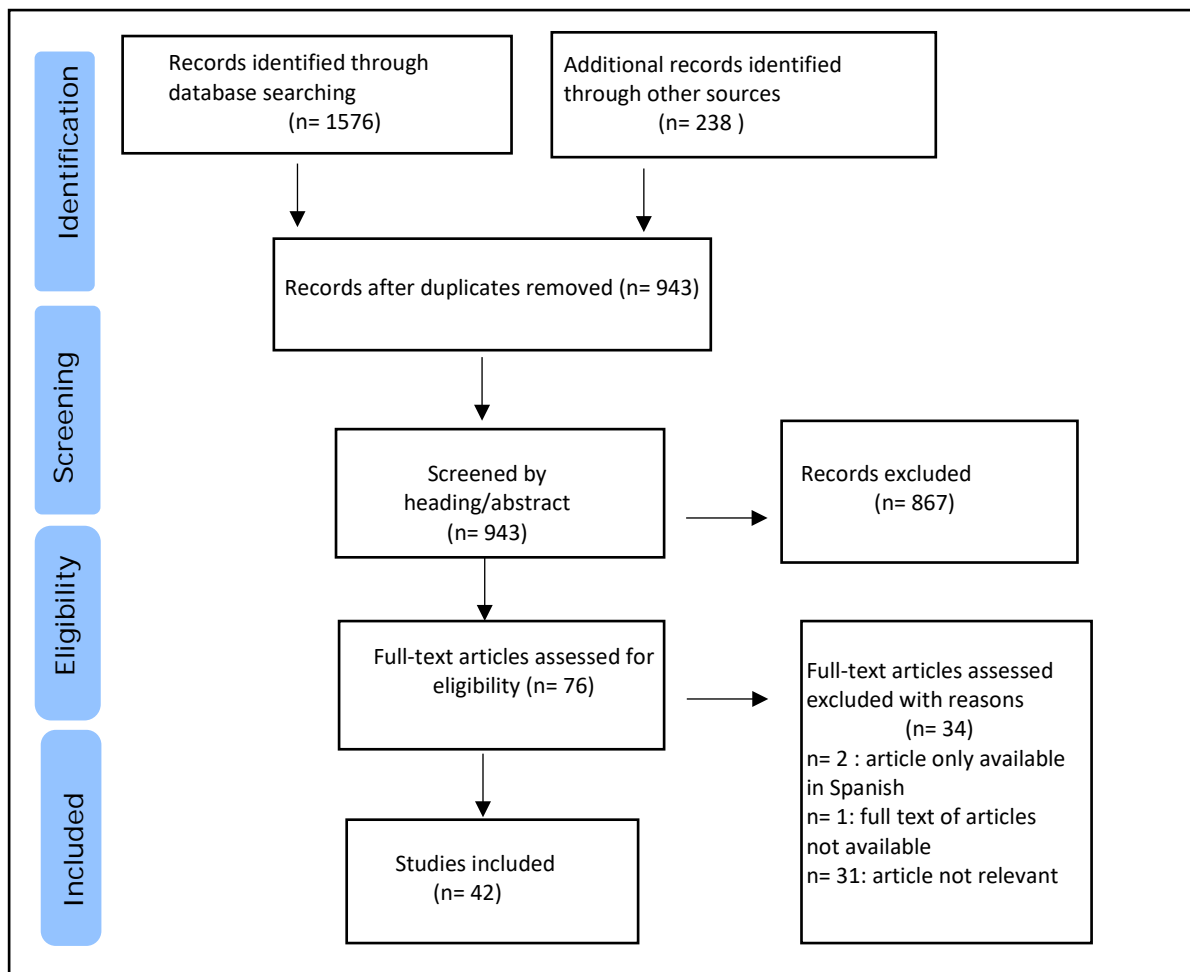 Identification
Records identified through
database searching
(n= 1576)
Additional records identified
through other sources
(n= 238 )
Records after duplicates removed (n= 943)
Screening
Screened by
heading/abstract
(n= 943)
Records excluded
(n= 867)
Eligibility
Full-text articles assessed for
eligibility (n= 76)
Full-text articles assessed
excluded with reasons
(n= 34)
n= 2 : article only available
in Spanish
n= 1: full text of articles
not available
n= 31: article not relevant
Included
Studies included
(n= 42)